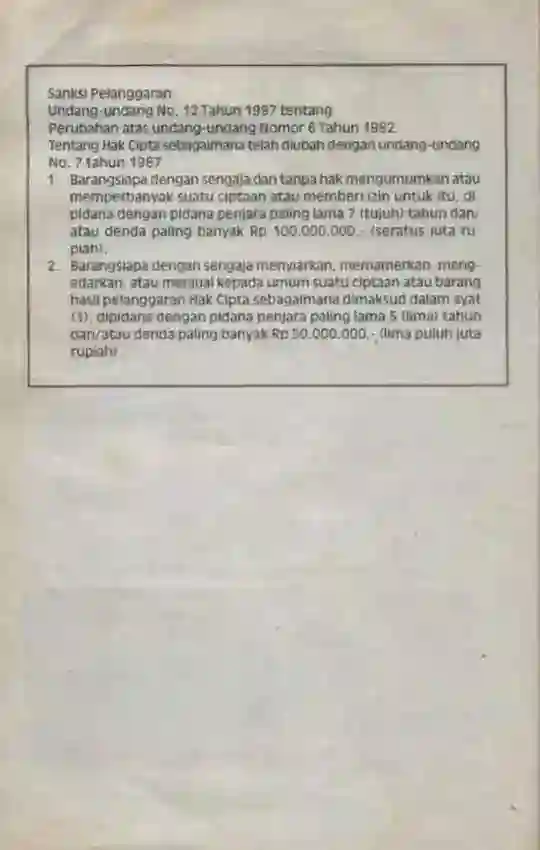 Sanksi Pelanggaran
Undang-undang No. 12 Tahun 1997 tentang
Perubahan atas undang-undang Nomor 6 Tahun 1982
Tentang Hak Cipta sebagaimana telah diubah dengan undang-undang
No. 7 tahun 1987
1. Barangsiapa dengan sengaja dan tanpa hak mengumumkan atau
memperbanyak suatu ciptaan atau memberi izin untuk itu, di
pidana dengan pidana penjara paling lama 7 (tujuh) tahun dan/
atau denda paling banyak Rp 100.000.000,- (seratus juta ru
piah).
2. Barangsiapa dengan sengaja menyiarkan, memamerkan, meng-
edarkan, atau menjual kepada umum suatu ciptaan atau barang
hasil pelanggaran Hak Cipta sebagaimana dimaksud dalam ayat
(1), dipidana dengan pidana penjara paling lama 5 (lima) tahun
dan/atau denda paling banyak Rp 50.000.000,- (lima puluh juta
rupiah)